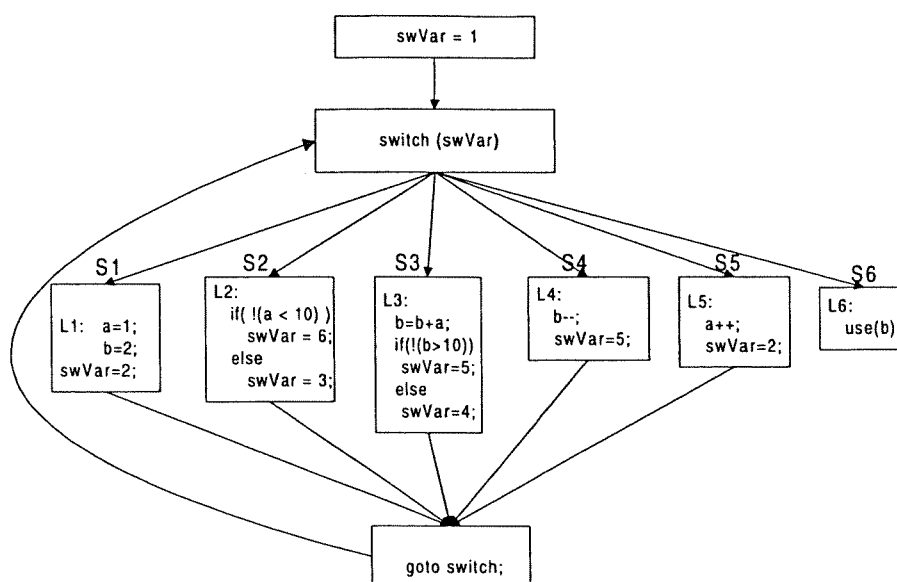 swVar = 1
switch (swVar)
S1
L1: a=1;
b=2;
swVar=2;
S2
L2:
if( !(a < 10) )
swVar = 6;
else
swVar = 3;
S3
L3:
b=b+a;
if(!(b>10))
swVar=5;
else
swVar=4;
S4
L4:
b--;
swVar=5;
S5
L5:
a++;
swVar=2;
S6
L6:
use(b)
goto switch;